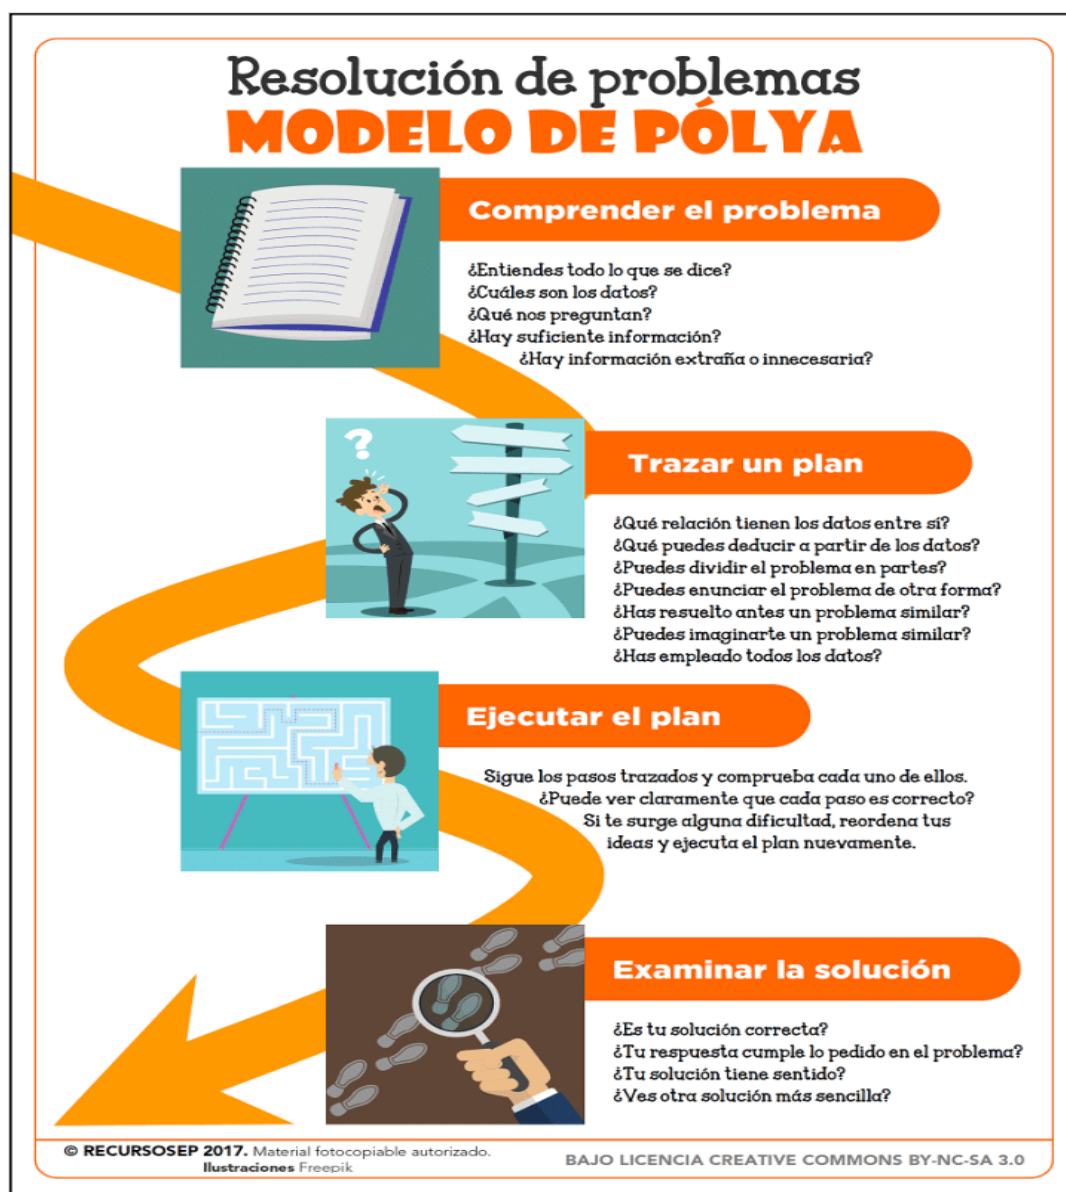 Resolución de problemas
MODELO DE PÓLYA
Comprender el problema
¿Entiendes todo lo que se dice?
¿Cuáles son los datos?
¿Qué nos preguntan?
¿Hay suficiente información?
¿Hay información extraña o innecesaria?
?
Trazar un plan
¿Qué relación tienen los datos entre sí?
¿Qué puedes deducir a partir de los datos?
¿Puedes dividir el problema en partes?
¿Puedes enunciar el problema de otra forma?
¿Has resuelto antes un problema similar?
¿Puedes imaginarte un problema similar?
¿Has empleado todos los datos?
Ejecutar el plan
Sigue los pasos trazados y comprueba cada uno de ellos.
¿Puede ver claramente que cada paso es correcto?
Si te surge alguna dificultad, reordena tus
ideas y ejecuta el plan nuevamente.
Examinar la solución
¿Es tu solución correcta?
¿Tu respuesta cumple lo pedido en el problema?
¿Tu solución tiene sentido?
¿Ves otra solución más sencilla?
© RECURSOSEP 2017. Material fotocopiable autorizado.
Ilustraciones Freepik
BAJO LICENCIA CREATIVE COMMONS BY-NC-SA 3.0